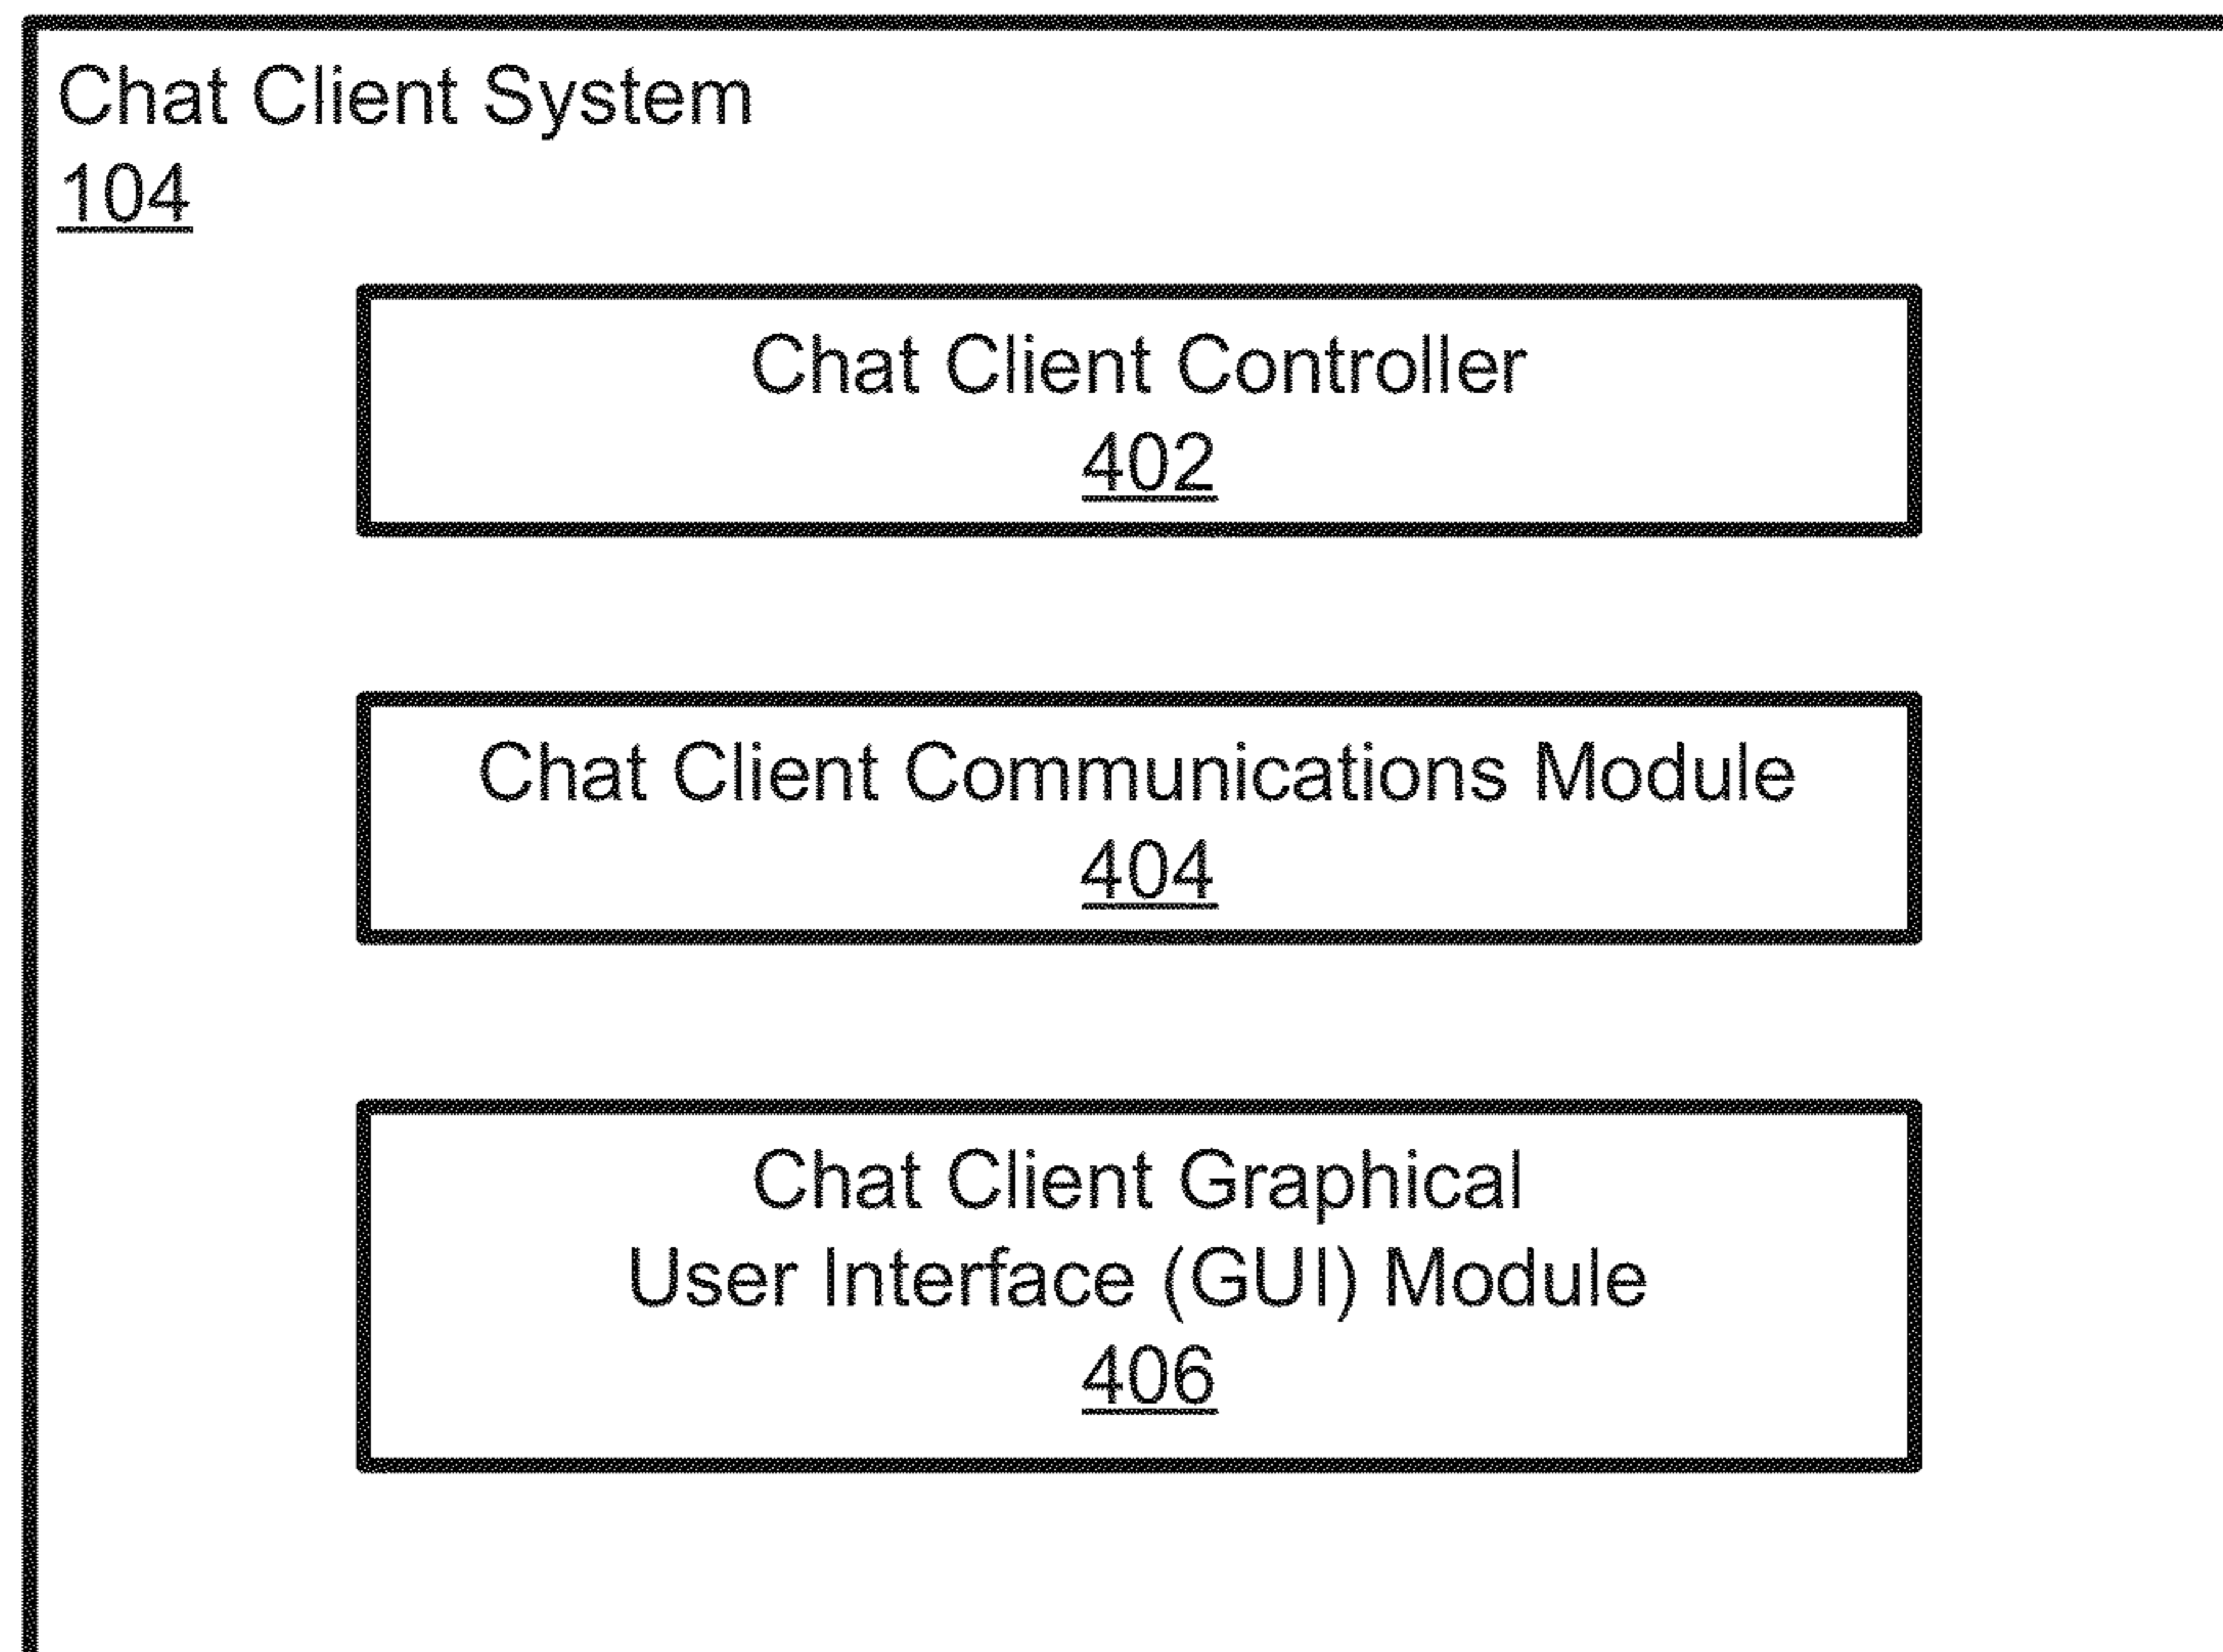 Chat Client System
104
Chat Client Controller
402
Chat Client Communications Module
404
Chat Client Graphical
User Interface (GUI) Module
406